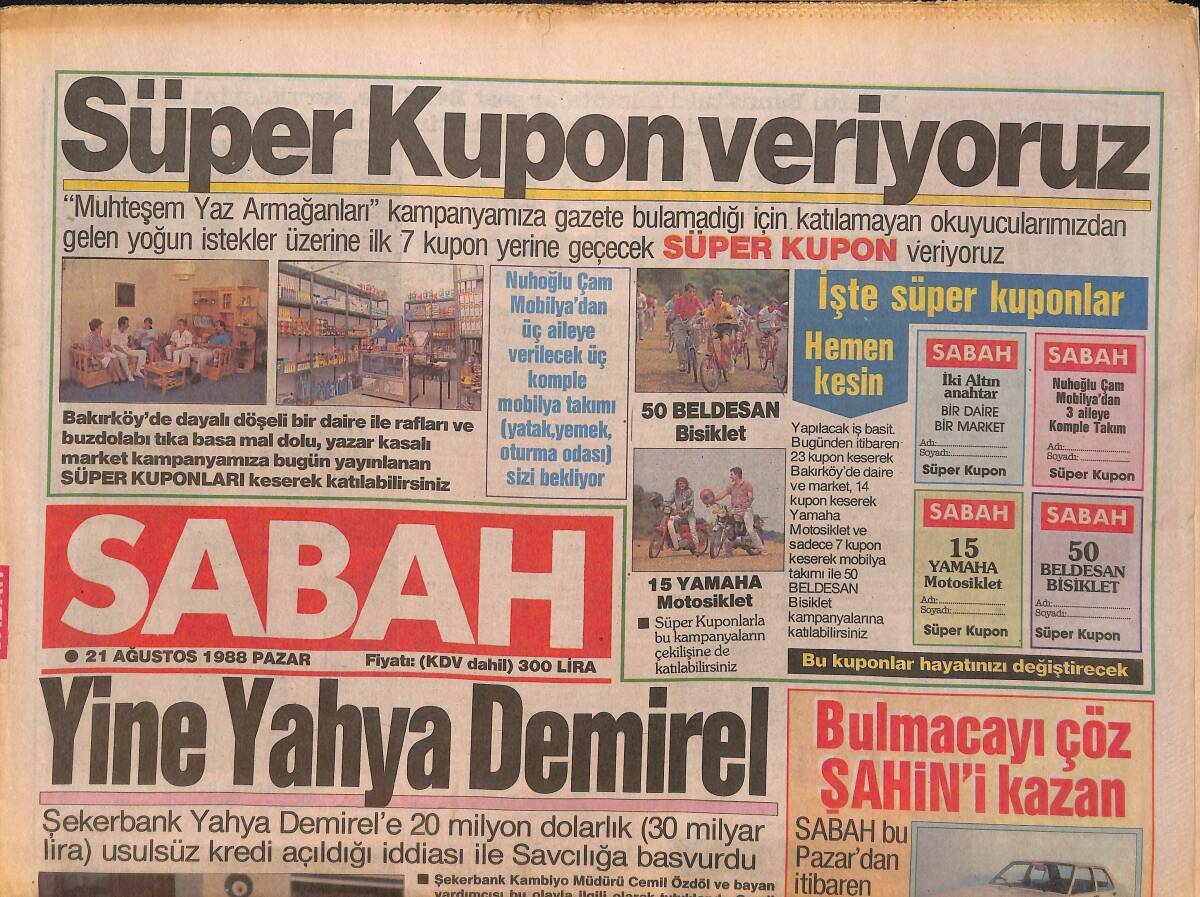 Süper Kupon veriyoruz
“Muhteşem Yaz Armağanları” kampanyamıza gazete bulamadığı için katılamayan okuyucularımızdan
gelen yoğun istekler üzerine ilk 7 kupon yerine geçecek SÜPER KUPON veriyoruz
Bakırköy’de dayalı döşeli bir daire ile rafları ve
buzdolabı tıka basa mal dolu, yazar kasalı
market kampanyamıza bugün yayınlanan
SÜPER KUPONLARI keserek katılabilirsiniz
Nuhoğlu Çam
Mobilya’dan
üç aileye
verilecek üç
komple
mobilya takımı
(yatak,yemek,
oturma odası)
sizi bekliyor
50 BELDESAN
Bisiklet
15 YAMAHA
Motosiklet
■ Süper Kuponlarla
bu kampanyaların
çekilişine de
katılabilirsiniz
İşte süper kuponlar
Hemen
kesin
Yapılacak iş basit.
Bugünden itibaren
23 kupon keserek
Bakırköy’de daire
ve market, 14
kupon keserek
Yamaha
Motosiklet ve
sadece 7 kupon
keserek mobilya
takımı ile 50
BELDESAN
Bisiklet
kampanyalarına
katılabilirsiniz
SABAH
İki Altın
anahtar
BİR DAİRE
BİR MARKET
Adı:
Soyadı:
Süper Kupon
SABAH
Nuhoğlu Çam
Mobilya’dan
3 aileye
Komple Takım
Adı:
Soyadı:
Süper Kupon
SABAH
15
YAMAHA
Motosiklet
Adı:
Soyadı:
Süper Kupon
SABAH
50
BELDESAN
BİSİKLET
Adı:
Soyadı:
Süper Kupon
Bu kuponlar hayatınızı değiştirecek
SABAH
● 21 AĞUSTOS 1988 PAZAR Fiyatı: (KDV dahil) 300 LİRA
Yine Yahya Demirel
Şekerbank Yahya Demirel’e 20 milyon dolarlık (30 milyar
lira) usulsüz kredi açıldığı iddiası ile Savcılığa basvurdu
■ Şekerbank Kambiyo Müdürü Cemil Özdöl ve bayan
Bulmacayı çöz
ŞAHİN’i kazan
SABAH bu
Pazar’dan
itibaren